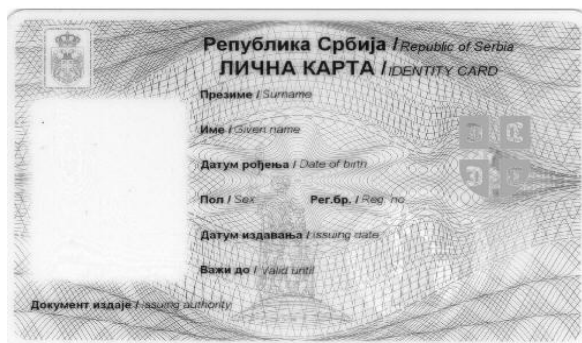 Република Србија / Republic of Serbia
ЛИЧНА КАРТА / IDENTITY CARD
Презиме / Surname
Име / Given name
Датум рођења / Date of birth
Пол / Sex Рег.бр. / Reg. no
Датум издавања / Issuing date
Важи до / Valid until
Документ издаје / Issuing authority